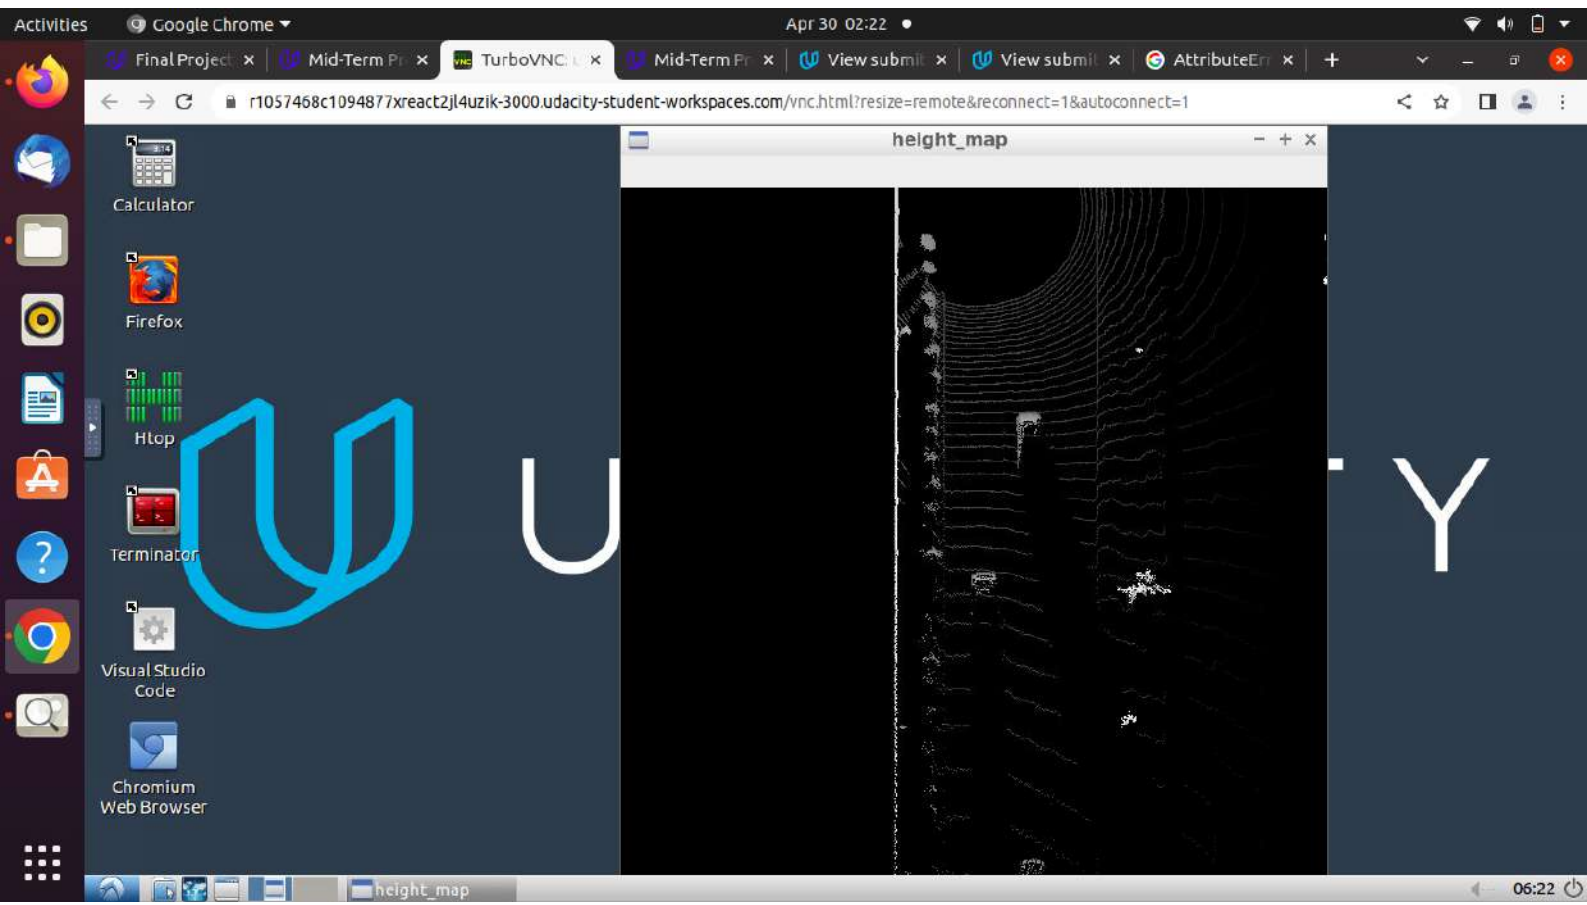 Activities
Google Chrome
Apr 30 02:22
Final Project
Mid-Term Pr
TurboVNC: u
Mid-Term Pr
View submit
View submit
AttributeErr
r1057468c1094877xreact2jl4uzik-3000.udacity-student-workspaces.com/vnc.html?resize=remote&reconnect=1&autoconnect=1
height_map
Calculator
Firefox
Htop
Terminator
Visual Studio
Code
Chromium
Web Browser
U
T Y
height_map
06:22